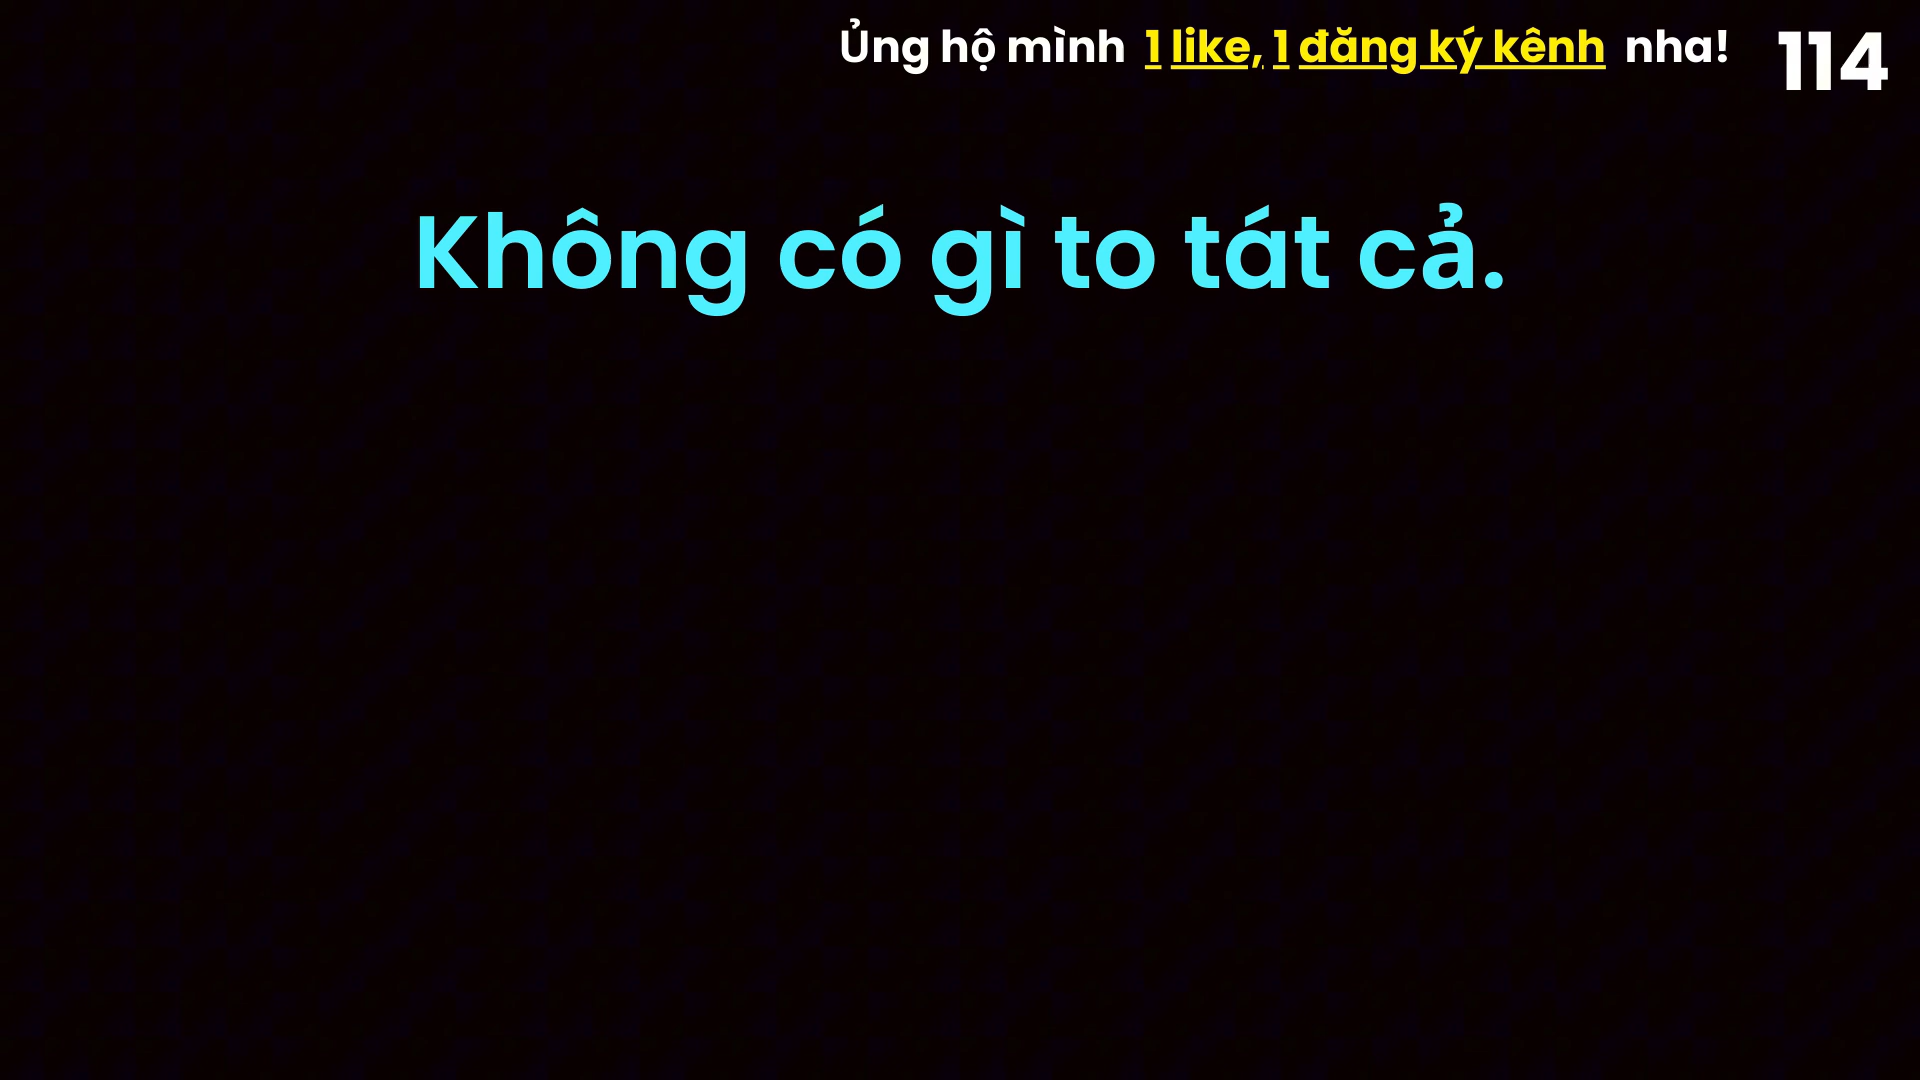 Ủng hộ mình 1 like, 1 đăng ký kênh nha! 114
Không có gì to tát cả.